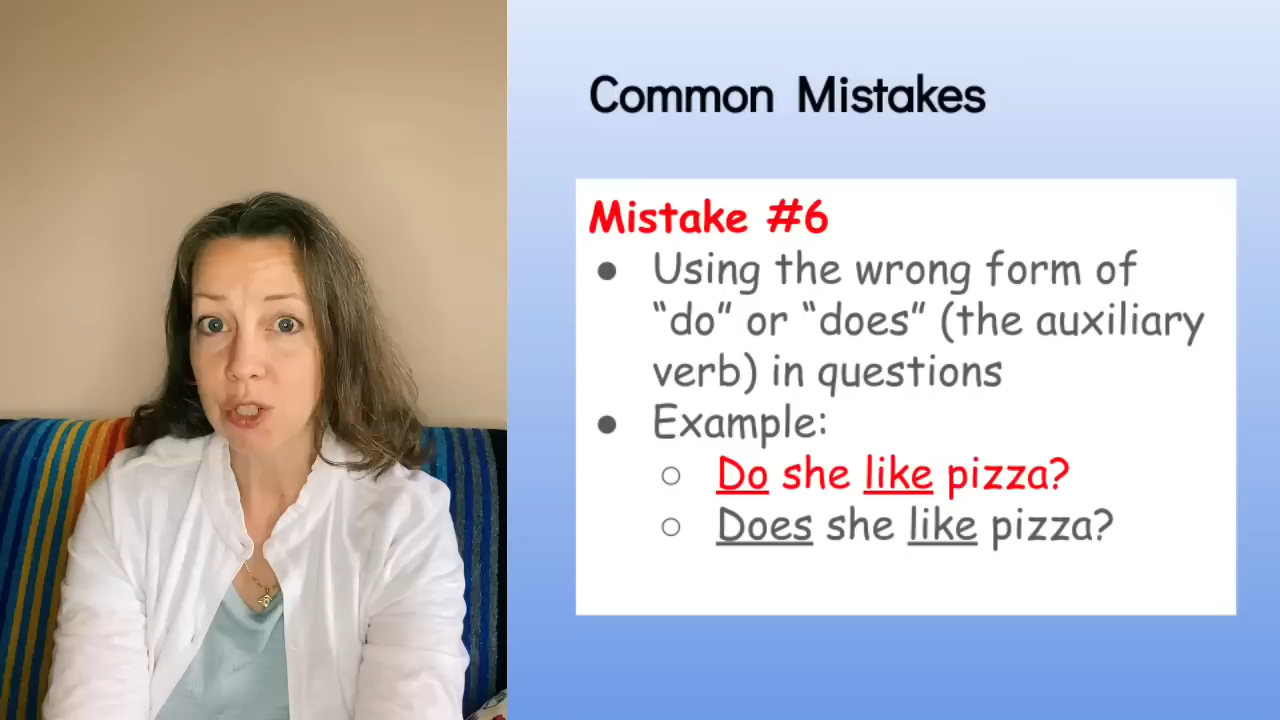 Common Mistakes
Mistake #6
● Using the wrong form of
“do” or “does” (the auxiliary
verb) in questions
● Example:
○ Do she like pizza?
○ Does she like pizza?